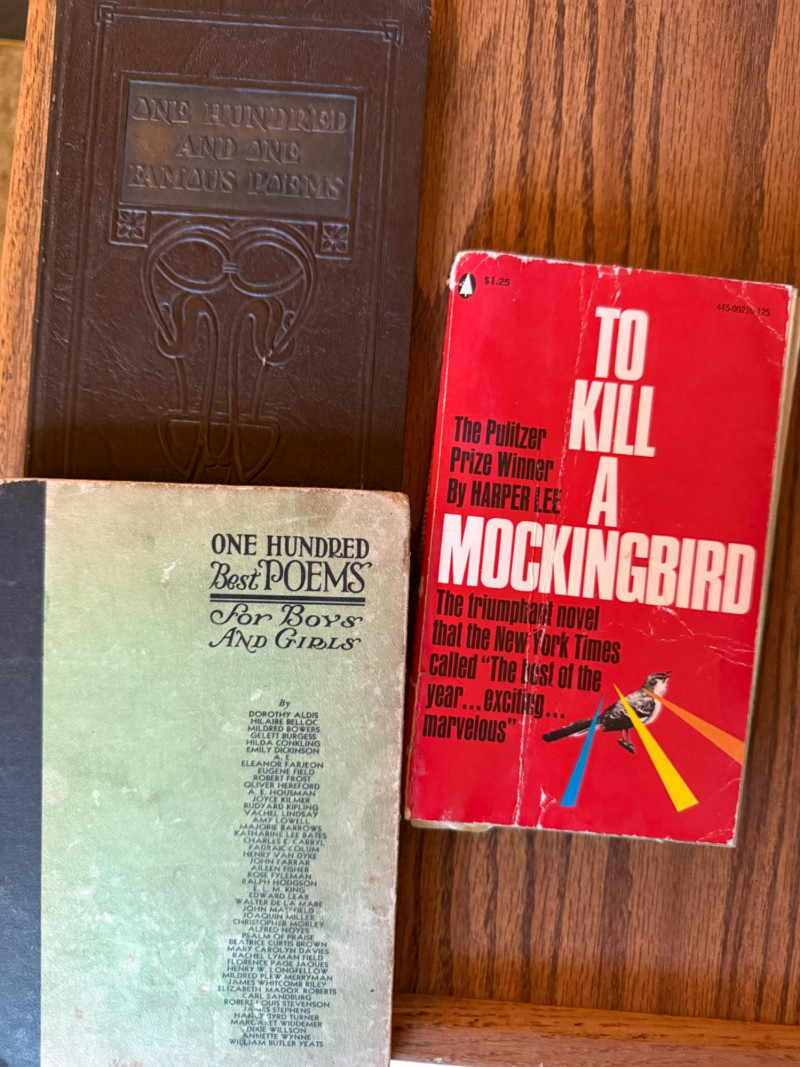 ONE HUNDRED
AND ONE
FAMOUS POEMS
$1.25
445-00210-125
TO
KILL
A
MOCKINGBIRD
The Pulitzer
Prize Winner
By HARPER LEE
The triumphant novel
that the New York Times
called “The best of the
year...exciting...
marvelous”
ONE HUNDRED
Best POEMS
For BOYS
AND GIRLS
By
DOROTHY ALDIS
HILAIRE BELLOC
MILDRED BOWERS
GELETT BURGESS
HILDA CONKLING
EMILY DICKINSON
A. E.
ELEANOR FARJEON
EUGENE FIELD
ROBERT FROST
OLIVER HEREFORD
A. E. HOUSMAN
JOYCE KILMER
RUDYARD KIPLING
VACHEL LINDSAY
AMY LOWELL
MARJORIE BARROWS
KATHARINE LEE BATES
CHARLES E. CARRYL
PADRAIC COLUM
HENRY VAN DYKE
JOHN FARRAR
AILEEN FISHER
ROSE FYLEMAN
RALPH HODGSON
E. L. M. KING
EDWARD LEAR
WALTER DE LA MARE
JOHN MASEFIELD
JOAQUIN MILLER
CHRISTOPHER MORLEY
ALFRED NOYES
PSALM OF PRAISE
BEATRICE CURTIS BROWN
MARY CAROLYN DAVIES
RACHEL LYMAN FIELD
FLORENCE PAGE JAQUES
HENRY W. LONGFELLOW
MILDRED PLEW MERRYMAN
JAMES WHITCOMB RILEY
ELIZABETH MADOX ROBERTS
CARL SANDBURG
ROBERT LOUIS STEVENSON
JAMES STEPHENS
NANCY BYRD TURNER
MARGARET WIDDEMER
DIXIE WILLSON
ANNETTE WYNNE
WILLIAM BUTLER YEATS